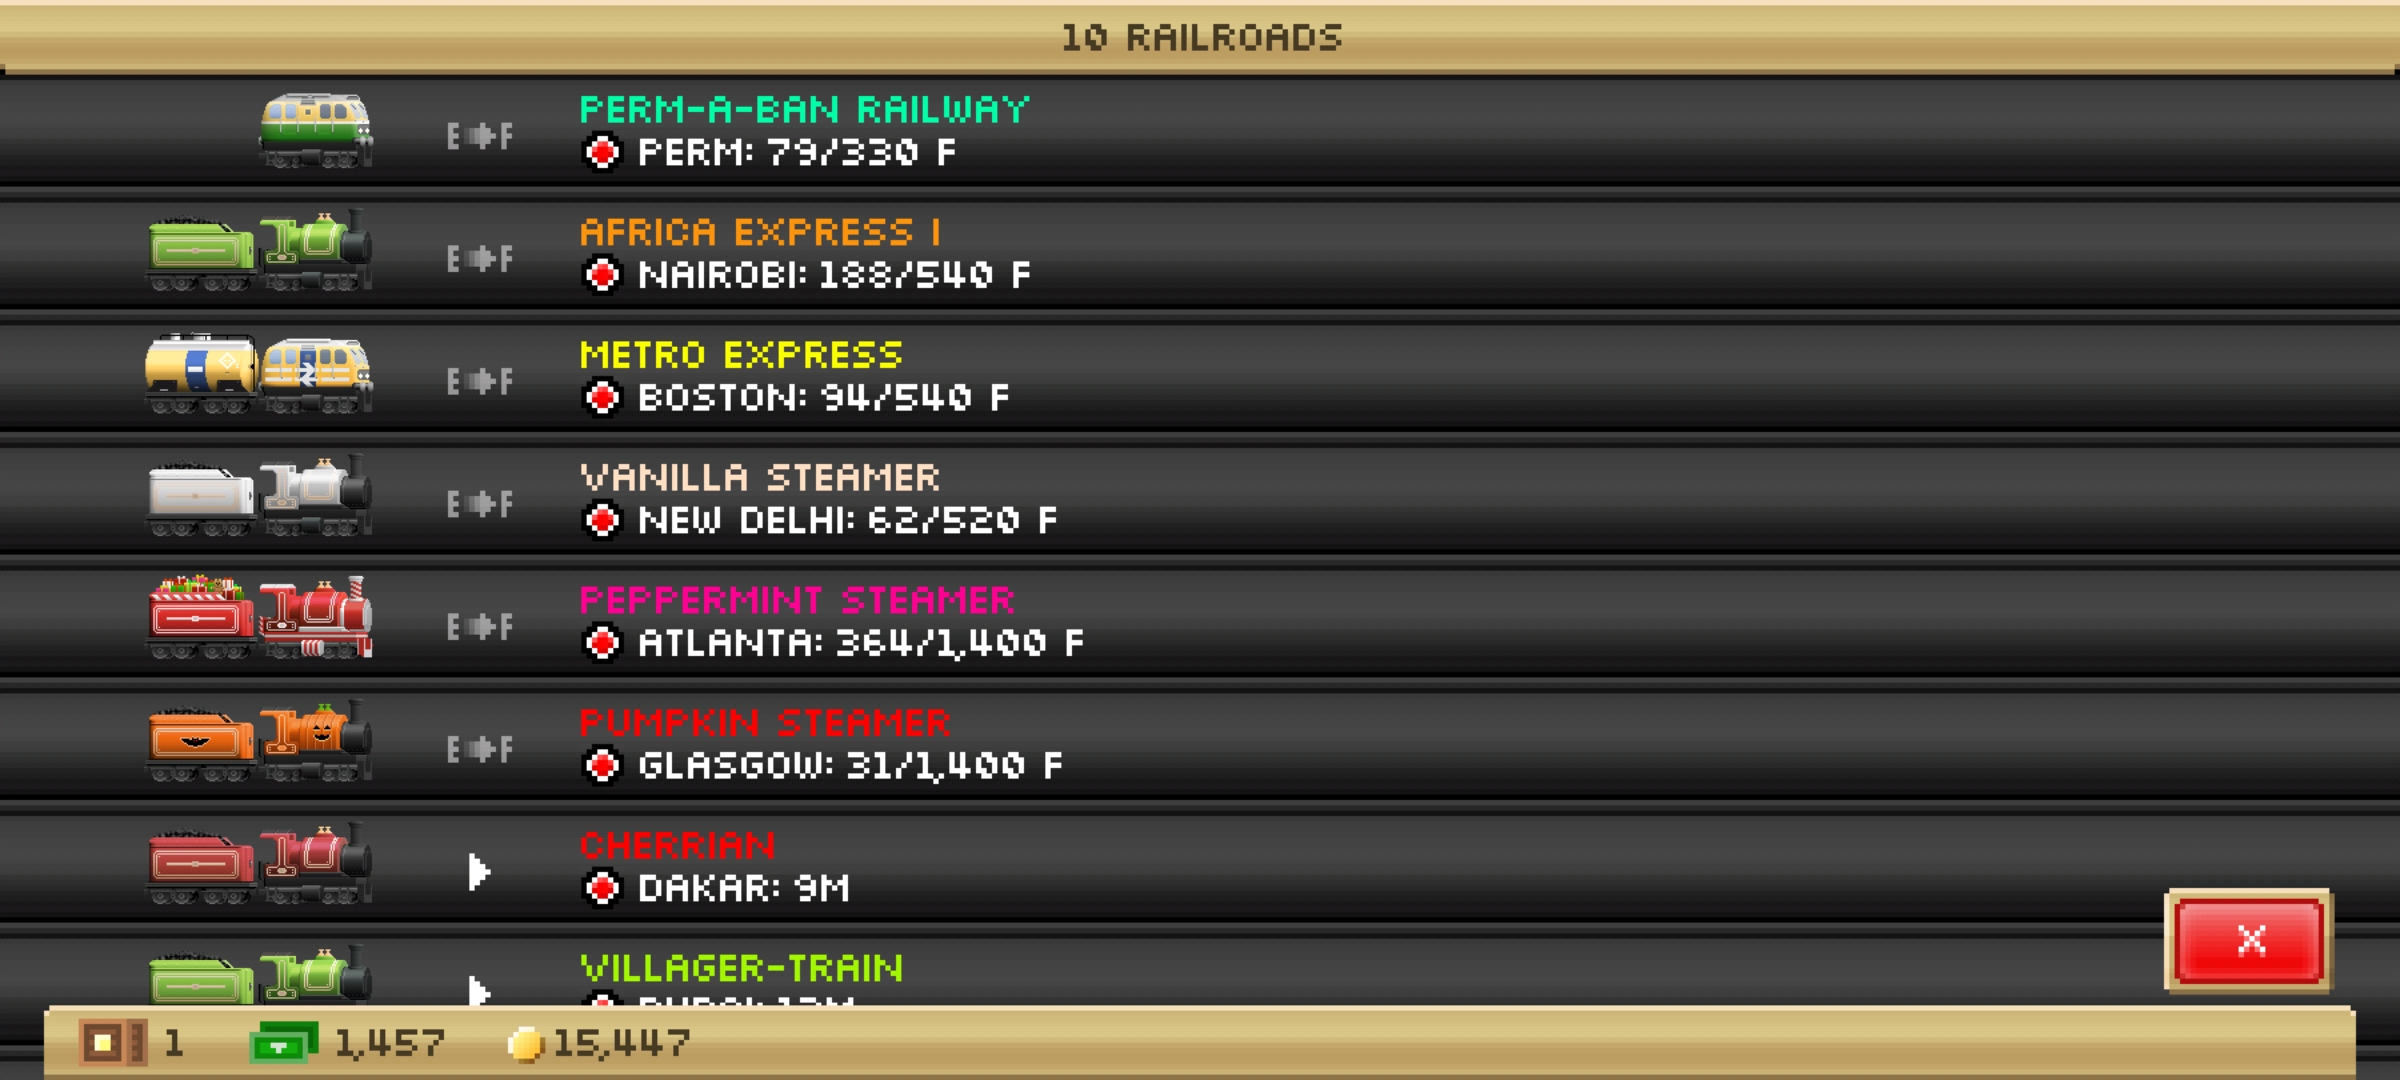 10 RAILROADS
E F
PERM-A-BAN RAILWAY
PERM: 79/330 F
E F
AFRICA EXPRESS I
NAIROBI: 188/540 F
E F
METRO EXPRESS
BOSTON: 94/540 F
E F
VANILLA STEAMER
NEW DELHI: 62/520 F
E F
PEPPERMINT STEAMER
ATLANTA: 364/1,400 F
E F
PUMPKIN STEAMER
GLASGOW: 31/1,400 F
CHERRIAN
DAKAR: 9M
VILLAGER-TRAIN
X
1 1,457 15,447